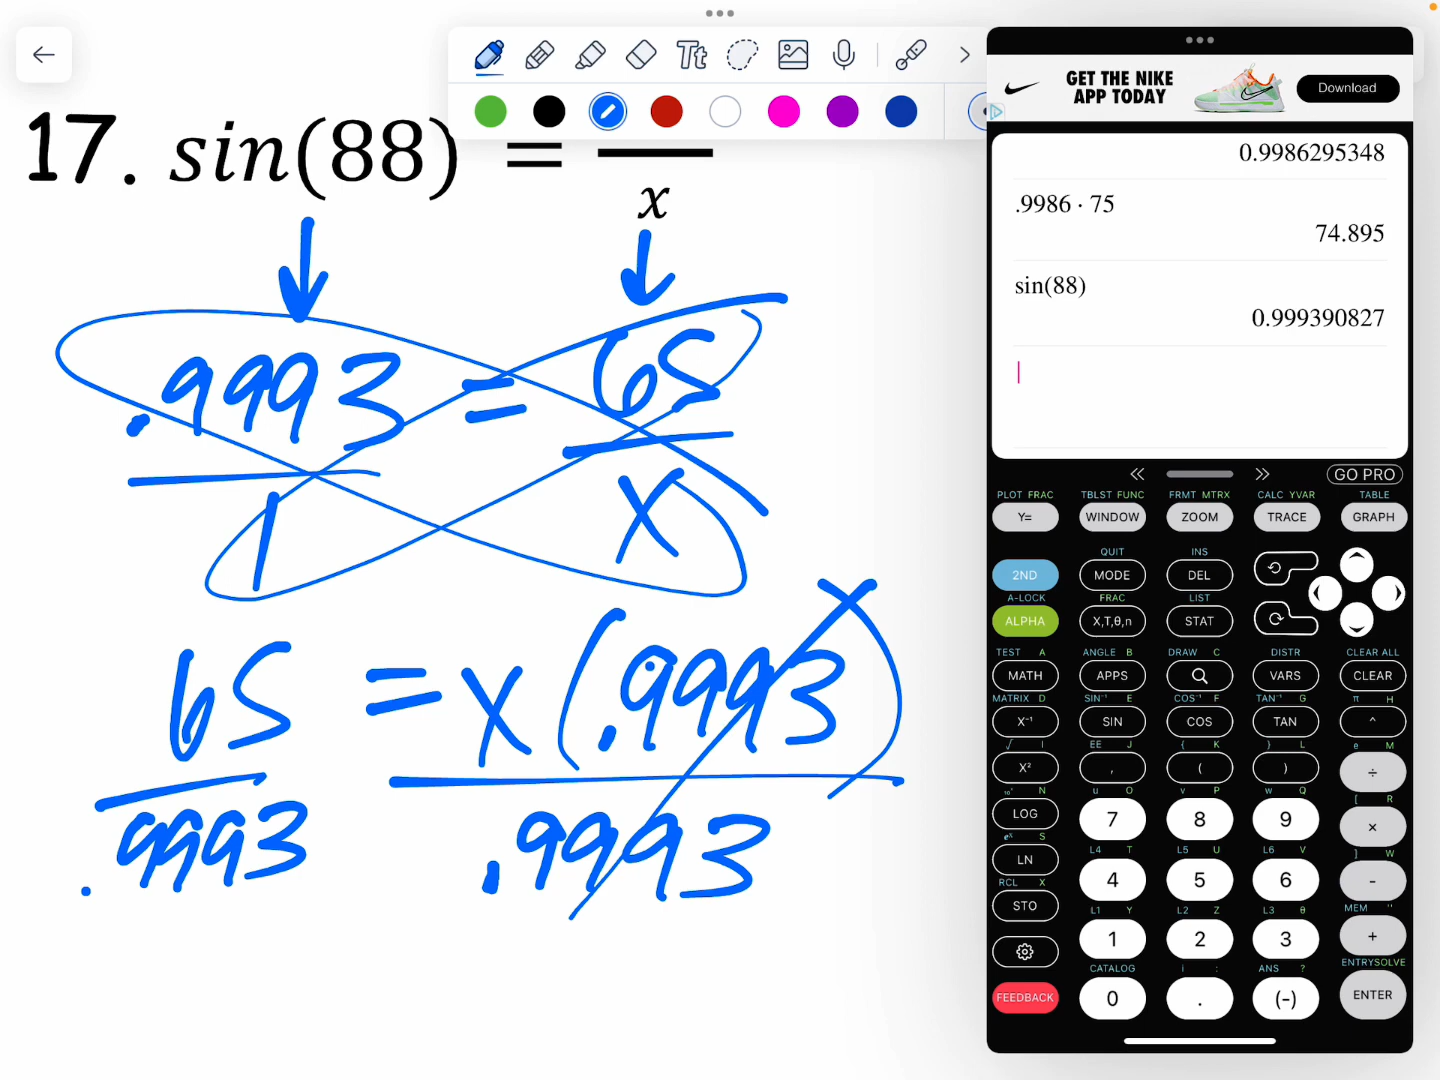 17. sin(88) = —
x
.9993 = 65
1 x
65 = x(.9993)
.9993 .9993
GET THE NIKE
APP TODAY
Download
0.9986295348
.9986 · 75
74.895
sin(88)
0.999390827
<< >> GO PRO
PLOT FRAC TBLST FUNC FRMT MTRX CALC YVAR TABLE
Y= WINDOW ZOOM TRACE GRAPH
QUIT INS
2ND MODE DEL
A-LOCK FRAC LIST
ALPHA X,T,θ,n STAT
TEST A ANGLE B DRAW C DISTR CLEAR ALL
MATH APPS VARS CLEAR
MATRIX D SIN⁻¹ E COS⁻¹ F TAN⁻¹ G π H
X⁻¹ SIN COS TAN ^
√ I EE J { K } L e M
X² , ( ) ÷
10ˣ N u O v P w Q [ R
LOG 7 8 9 ×
eˣ S L4 T L5 U L6 V ] W
LN 4 5 6 -
RCL X L1 Y L2 Z L3 θ MEM "
STO 1 2 3 +
CATALOG i : ANS ? ENTRY SOLVE
FEEDBACK 0 . (-) ENTER
Tt